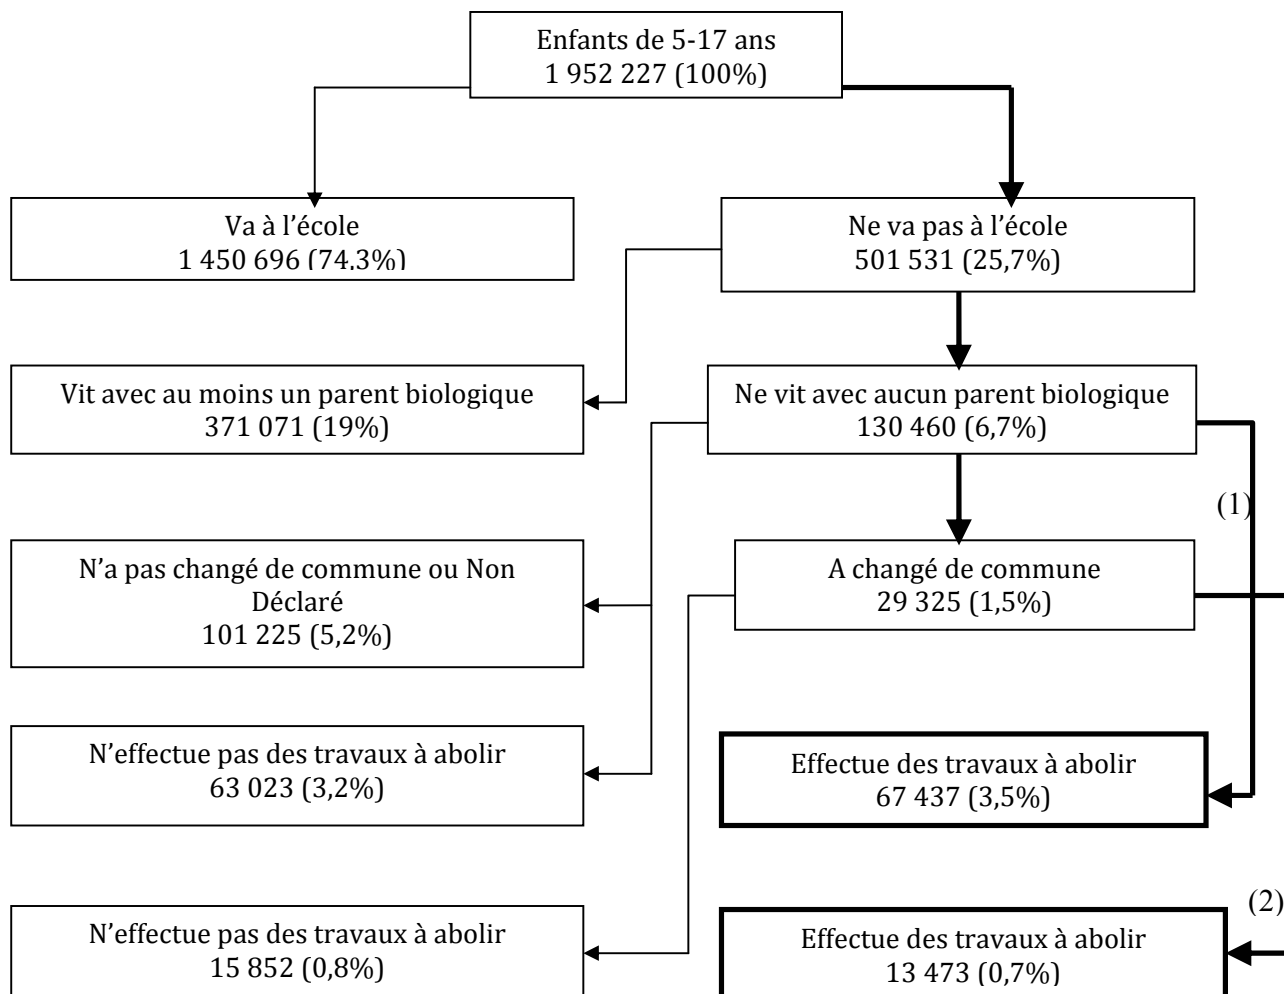 Enfants de 5-17 ans
1 952 227 (100%)
Va à l’école
1 450 696 (74.3%)
Ne va pas à l’école
501 531 (25,7%)
Vit avec au moins un parent biologique
371 071 (19%)
Ne vit avec aucun parent biologique
130 460 (6,7%)
(1)
N’a pas changé de commune ou Non
Déclaré
101 225 (5,2%)
A changé de commune
29 325 (1,5%)
N’effectue pas des travaux à abolir
63 023 (3,2%)
Effectue des travaux à abolir
67 437 (3,5%)
(2)
N’effectue pas des travaux à abolir
15 852 (0,8%)
Effectue des travaux à abolir
13 473 (0,7%)